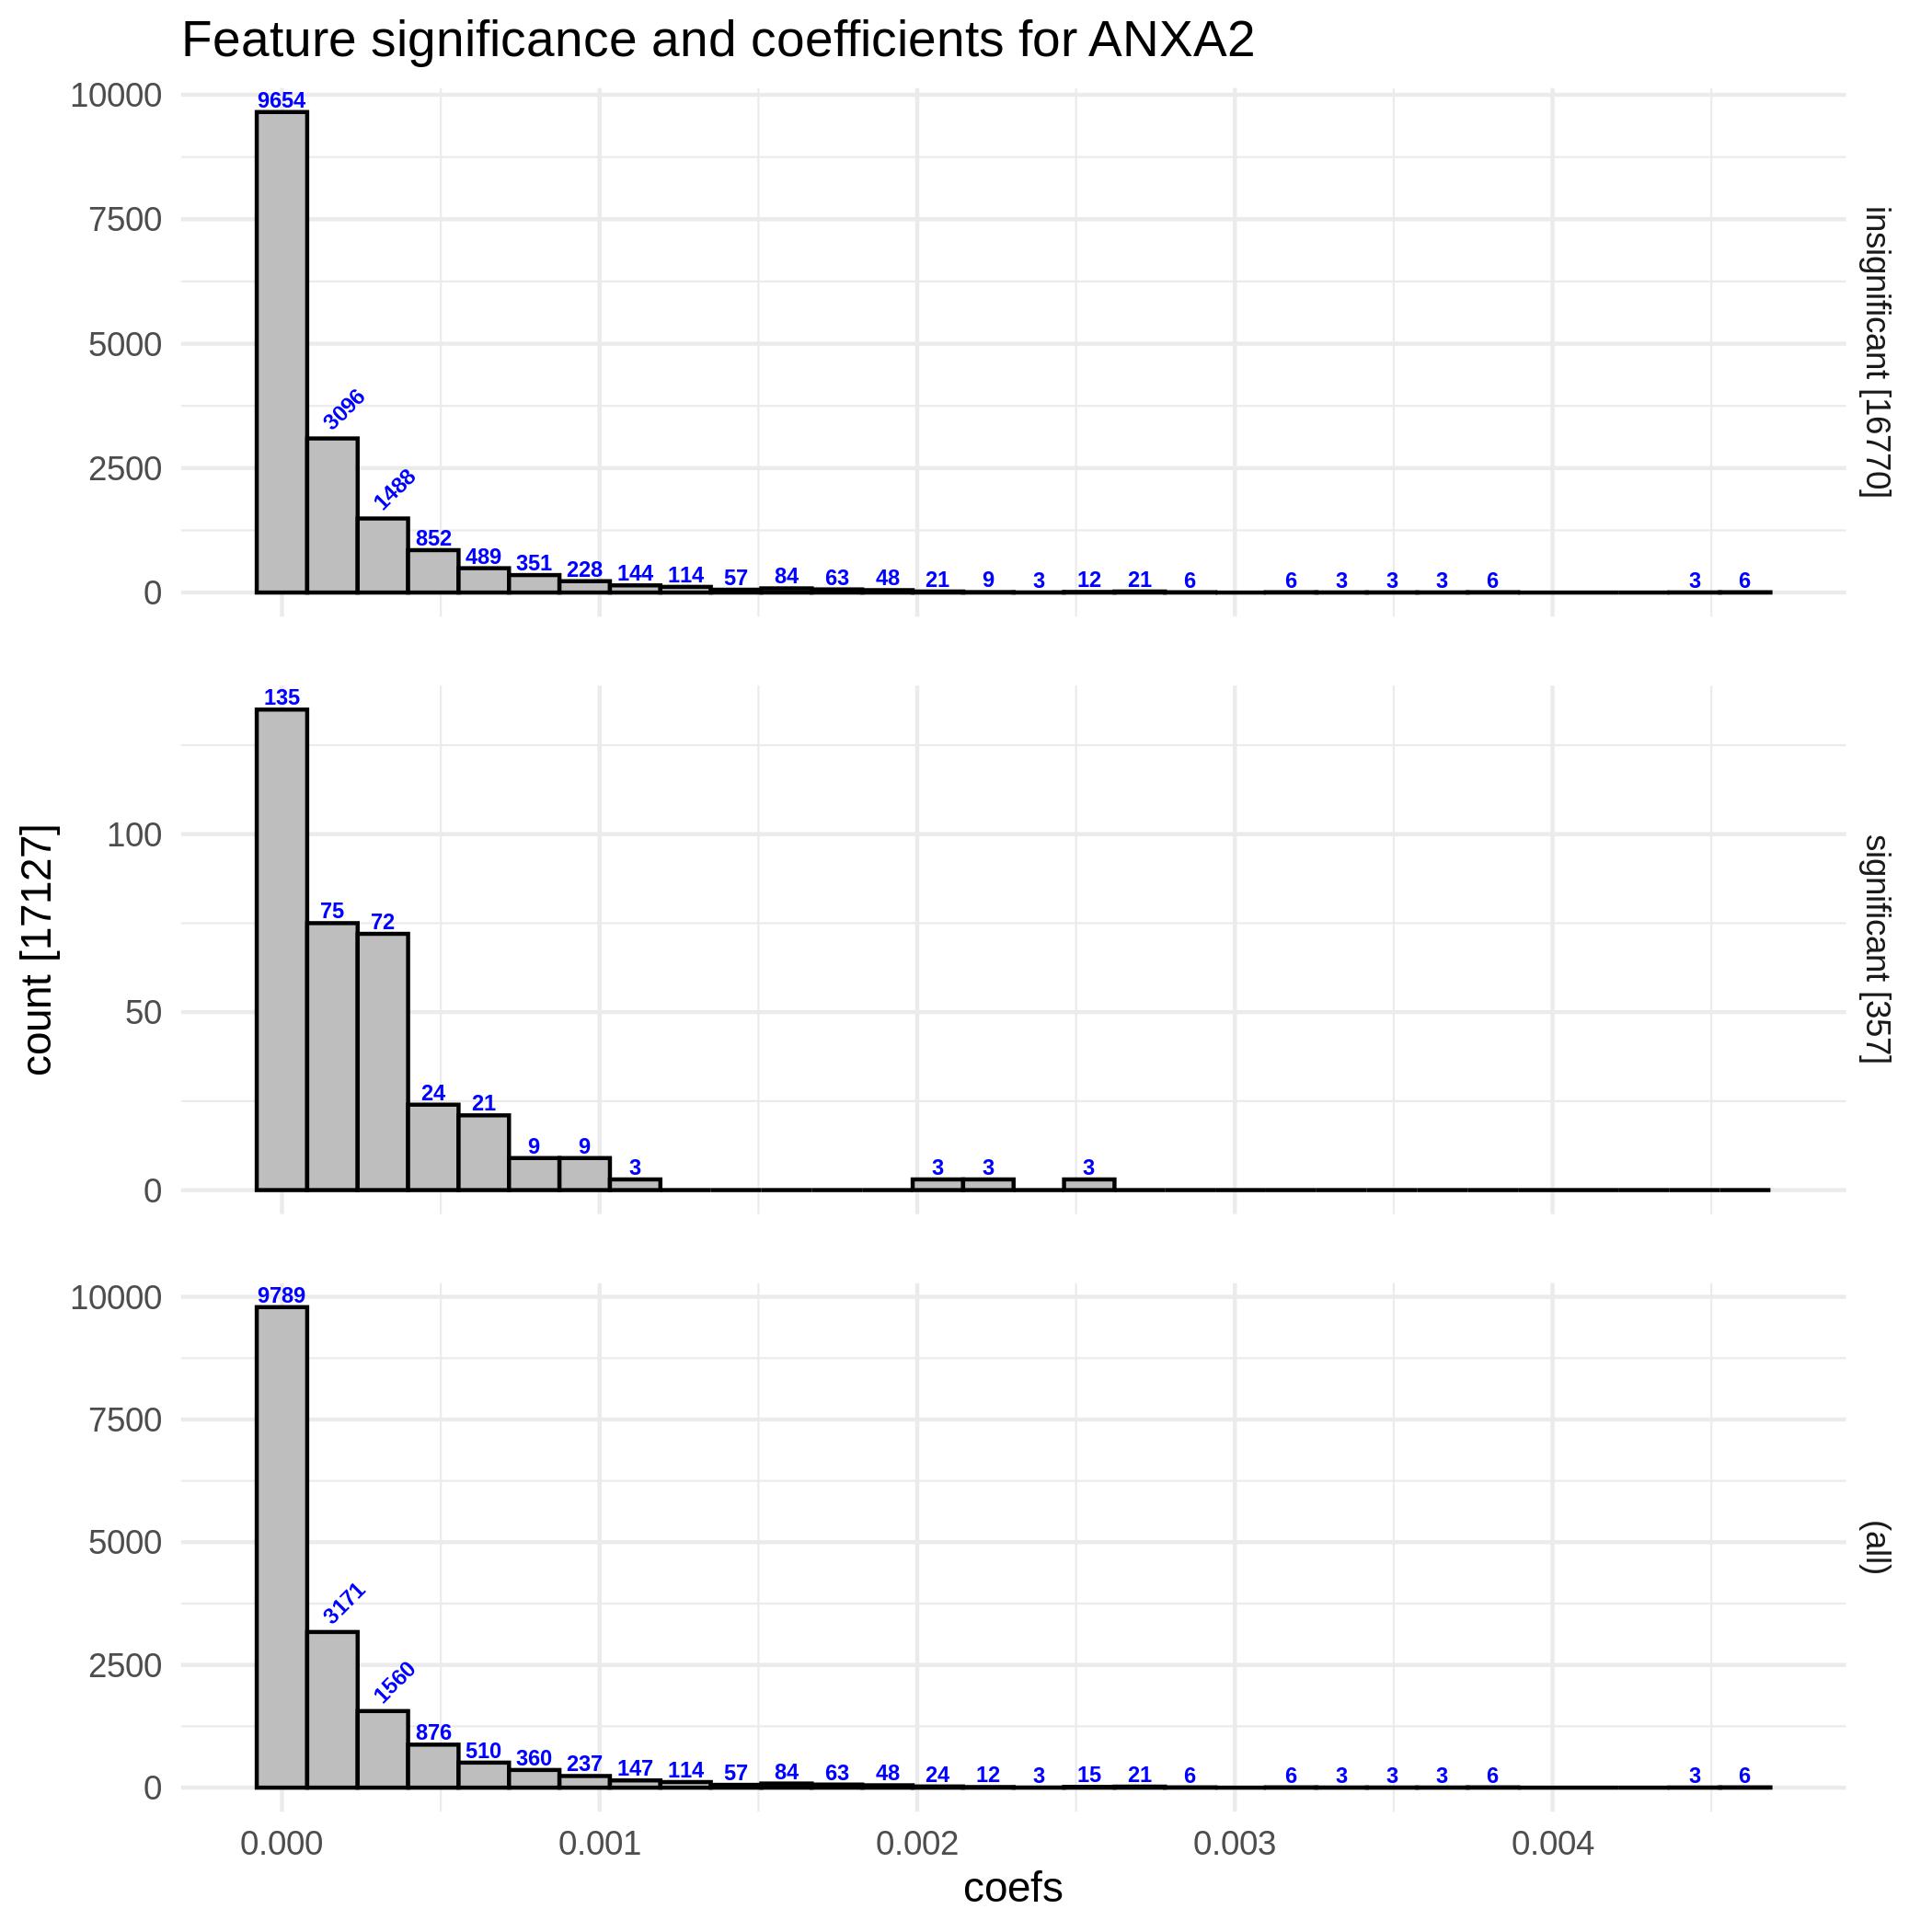 Feature significance and coefficients for ANXA2
10000
9654
7500
5000
3096
2500
1488
852
489
351 228 144 114 57 84 63 48 21 9 3 12 21 6 6 3 3 3 6 3 6
0
insignificant [16770]
135
100
75 72
50
24 21
9 9 3 3 3 3
0
significant [357]
count [17127]
10000
9789
7500
5000
3171
2500
1560
876
510 360 237 147 114 57 84 63 48 24 12 3 15 21 6 6 3 3 3 6 3 6
0
(all)
0.000 0.001 0.002 0.003 0.004
coefs